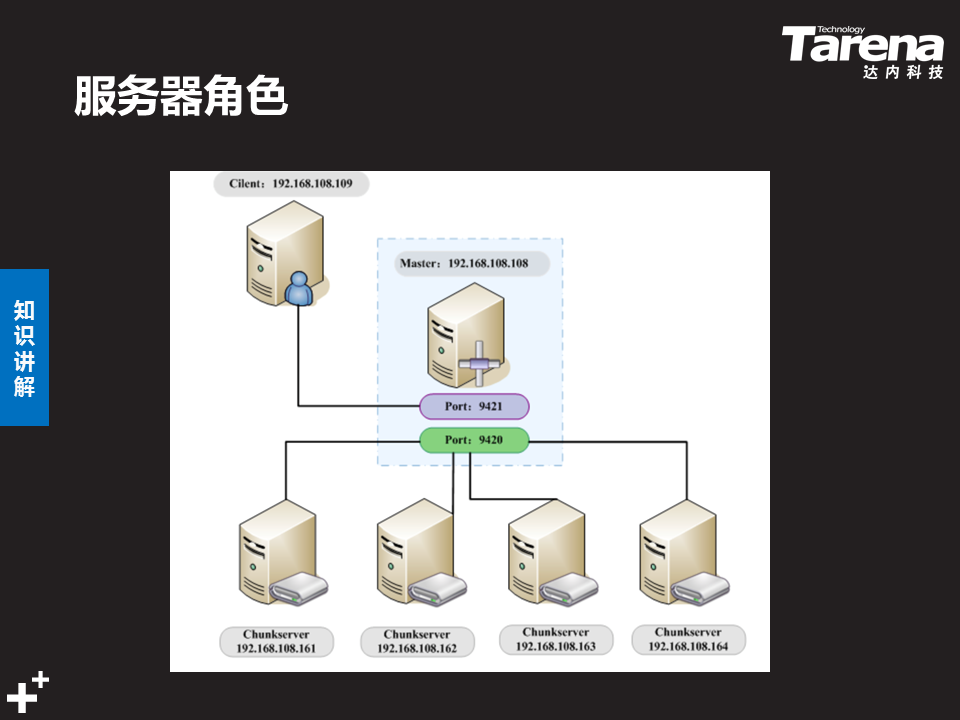 Technology
Tarena
达内科技
服务器角色
知识讲解
Cilent：192.168.108.109
Master：192.168.108.108
Port：9421
Port：9420
Chunkserver
192.168.108.161
Chunkserver
192.168.108.162
Chunkserver
192.168.108.163
Chunkserver
192.168.108.164